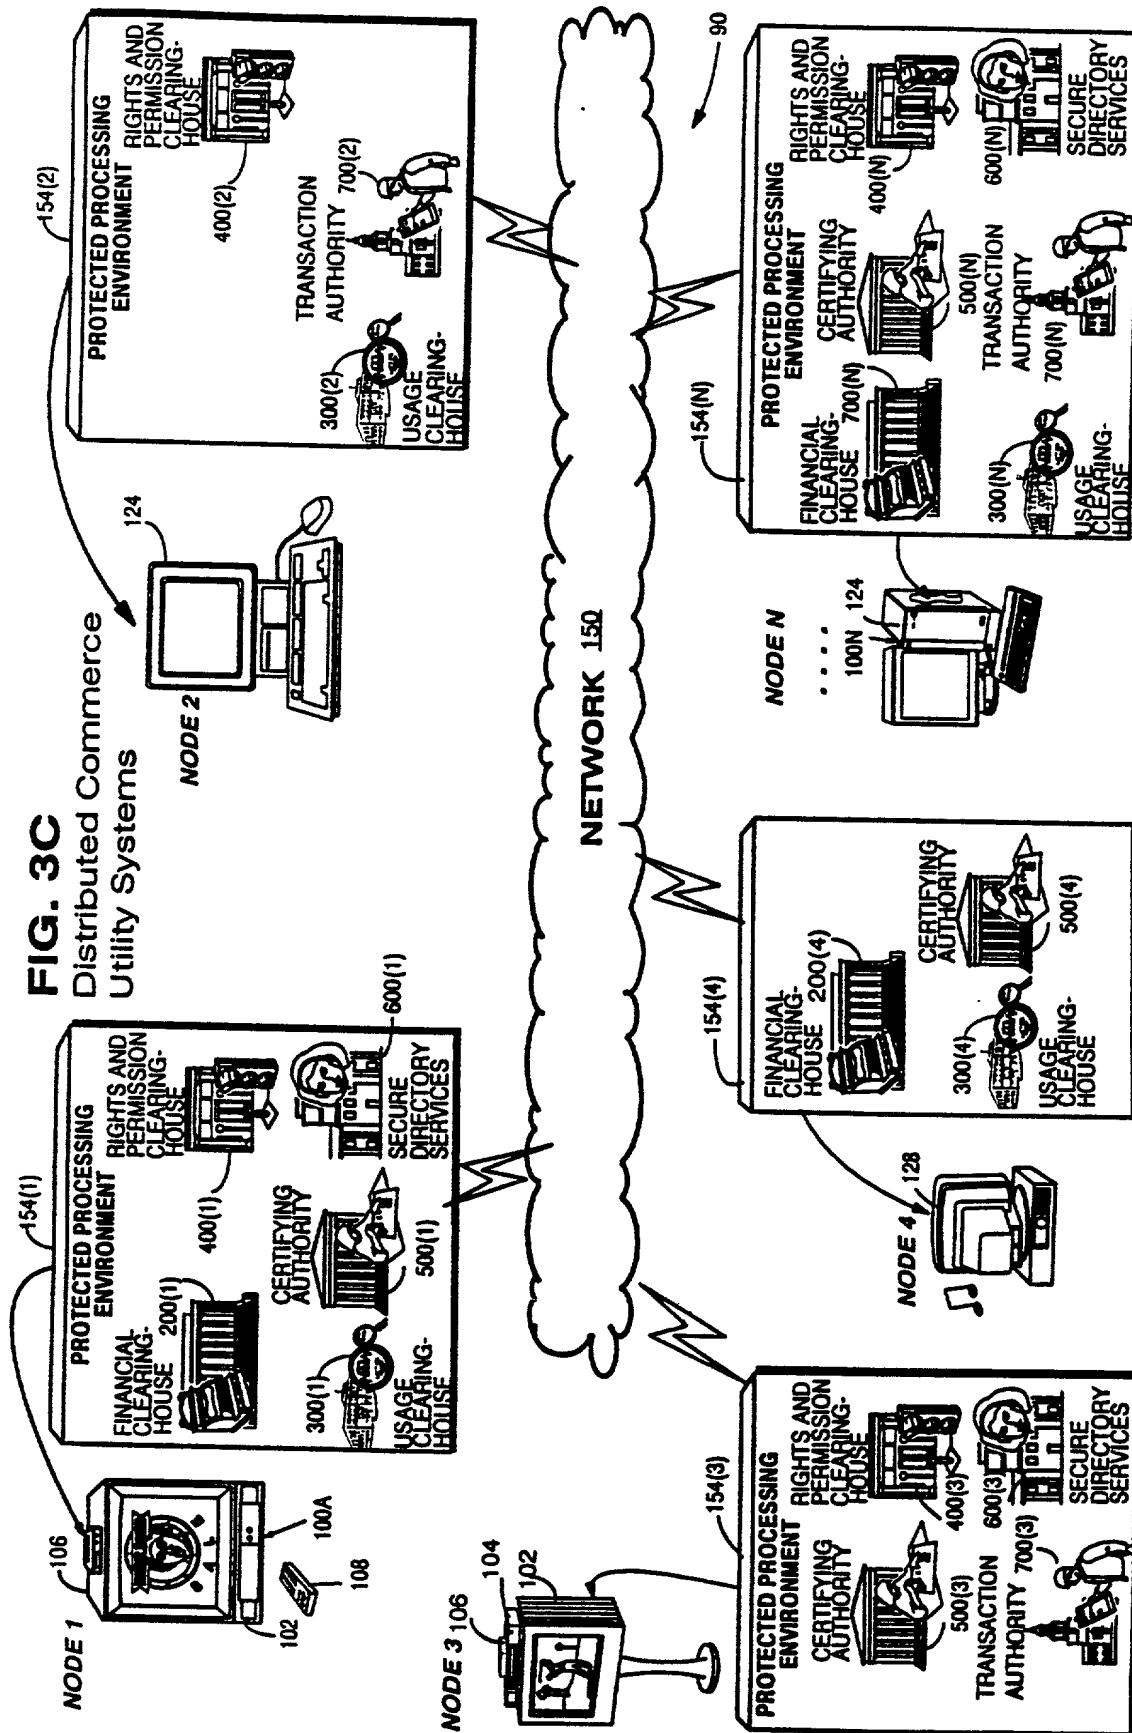 FIG. 3C
Distributed Commerce
Utility Systems
NODE 1
106
102
100A
108
154(1)
PROTECTED PROCESSING
ENVIRONMENT
FINANCIAL
CLEARING-
HOUSE
200(1)
RIGHTS AND
PERMISSION
CLEARING-
HOUSE
400(1)
300(1)
USAGE
CLEARING-
HOUSE
CERTIFYING
AUTHORITY
500(1)
600(1)
SECURE
DIRECTORY
SERVICES
NODE 2
124
154(2)
PROTECTED PROCESSING
ENVIRONMENT
RIGHTS AND
PERMISSION
CLEARING-
HOUSE
400(2)
300(2)
USAGE
CLEARING-
HOUSE
TRANSACTION
AUTHORITY
700(2)
NETWORK 150
90
NODE 3
106
104
102
154(3)
PROTECTED PROCESSING
ENVIRONMENT
CERTIFYING
AUTHORITY
500(3)
RIGHTS AND
PERMISSION
CLEARING-
HOUSE
400(3)
TRANSACTION
AUTHORITY
700(3)
600(3)
SECURE
DIRECTORY
SERVICES
NODE 4
128
154(4)
FINANCIAL
CLEARING-
HOUSE
200(4)
300(4)
USAGE
CLEARING-
HOUSE
CERTIFYING
AUTHORITY
500(4)
NODE N
....
100N
124
154(N)
PROTECTED PROCESSING
ENVIRONMENT
FINANCIAL
CLEARING-
HOUSE
700(N)
CERTIFYING
AUTHORITY
500(N)
RIGHTS AND
PERMISSION
CLEARING-
HOUSE
400(N)
300(N)
USAGE
CLEARING-
HOUSE
TRANSACTION
AUTHORITY
700(N)
600(N)
SECURE
DIRECTORY
SERVICES